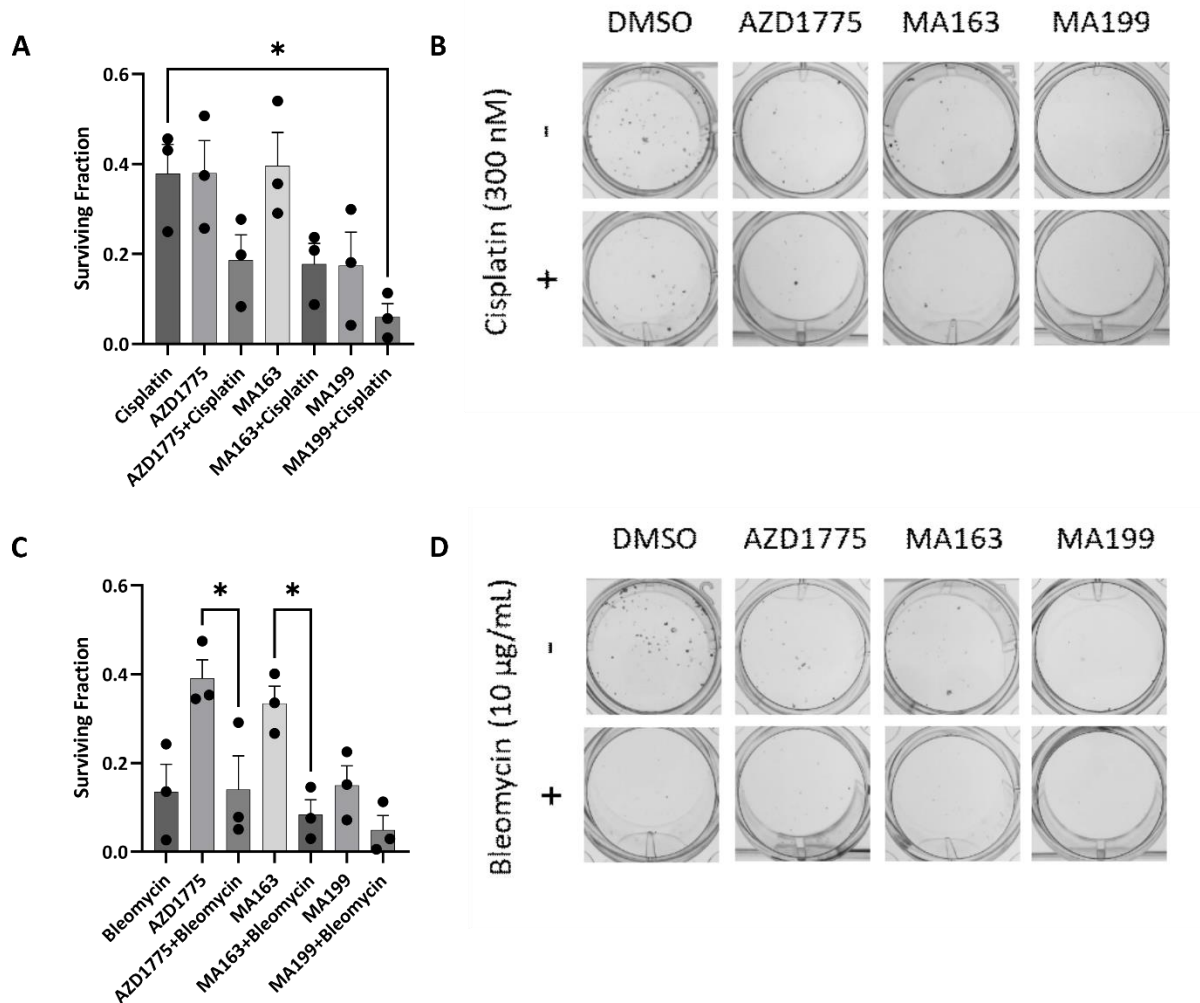 A
*
0.6
0.4
0.2
0.0
Surviving Fraction
Cisplatin
AZD1775
AZD1775+Cisplatin
MA163
MA163+Cisplatin
MA199
MA199+Cisplatin
B
DMSO AZD1775 MA163 MA199
Cisplatin (300 nM)
-
+
C
* *
0.6
0.4
0.2
0.0
Surviving Fraction
Bleomycin
AZD1775
AZD1775+Bleomycin
MA163
MA163+Bleomycin
MA199
MA199+Bleomycin
D
DMSO AZD1775 MA163 MA199
Bleomycin (10 µg/mL)
-
+